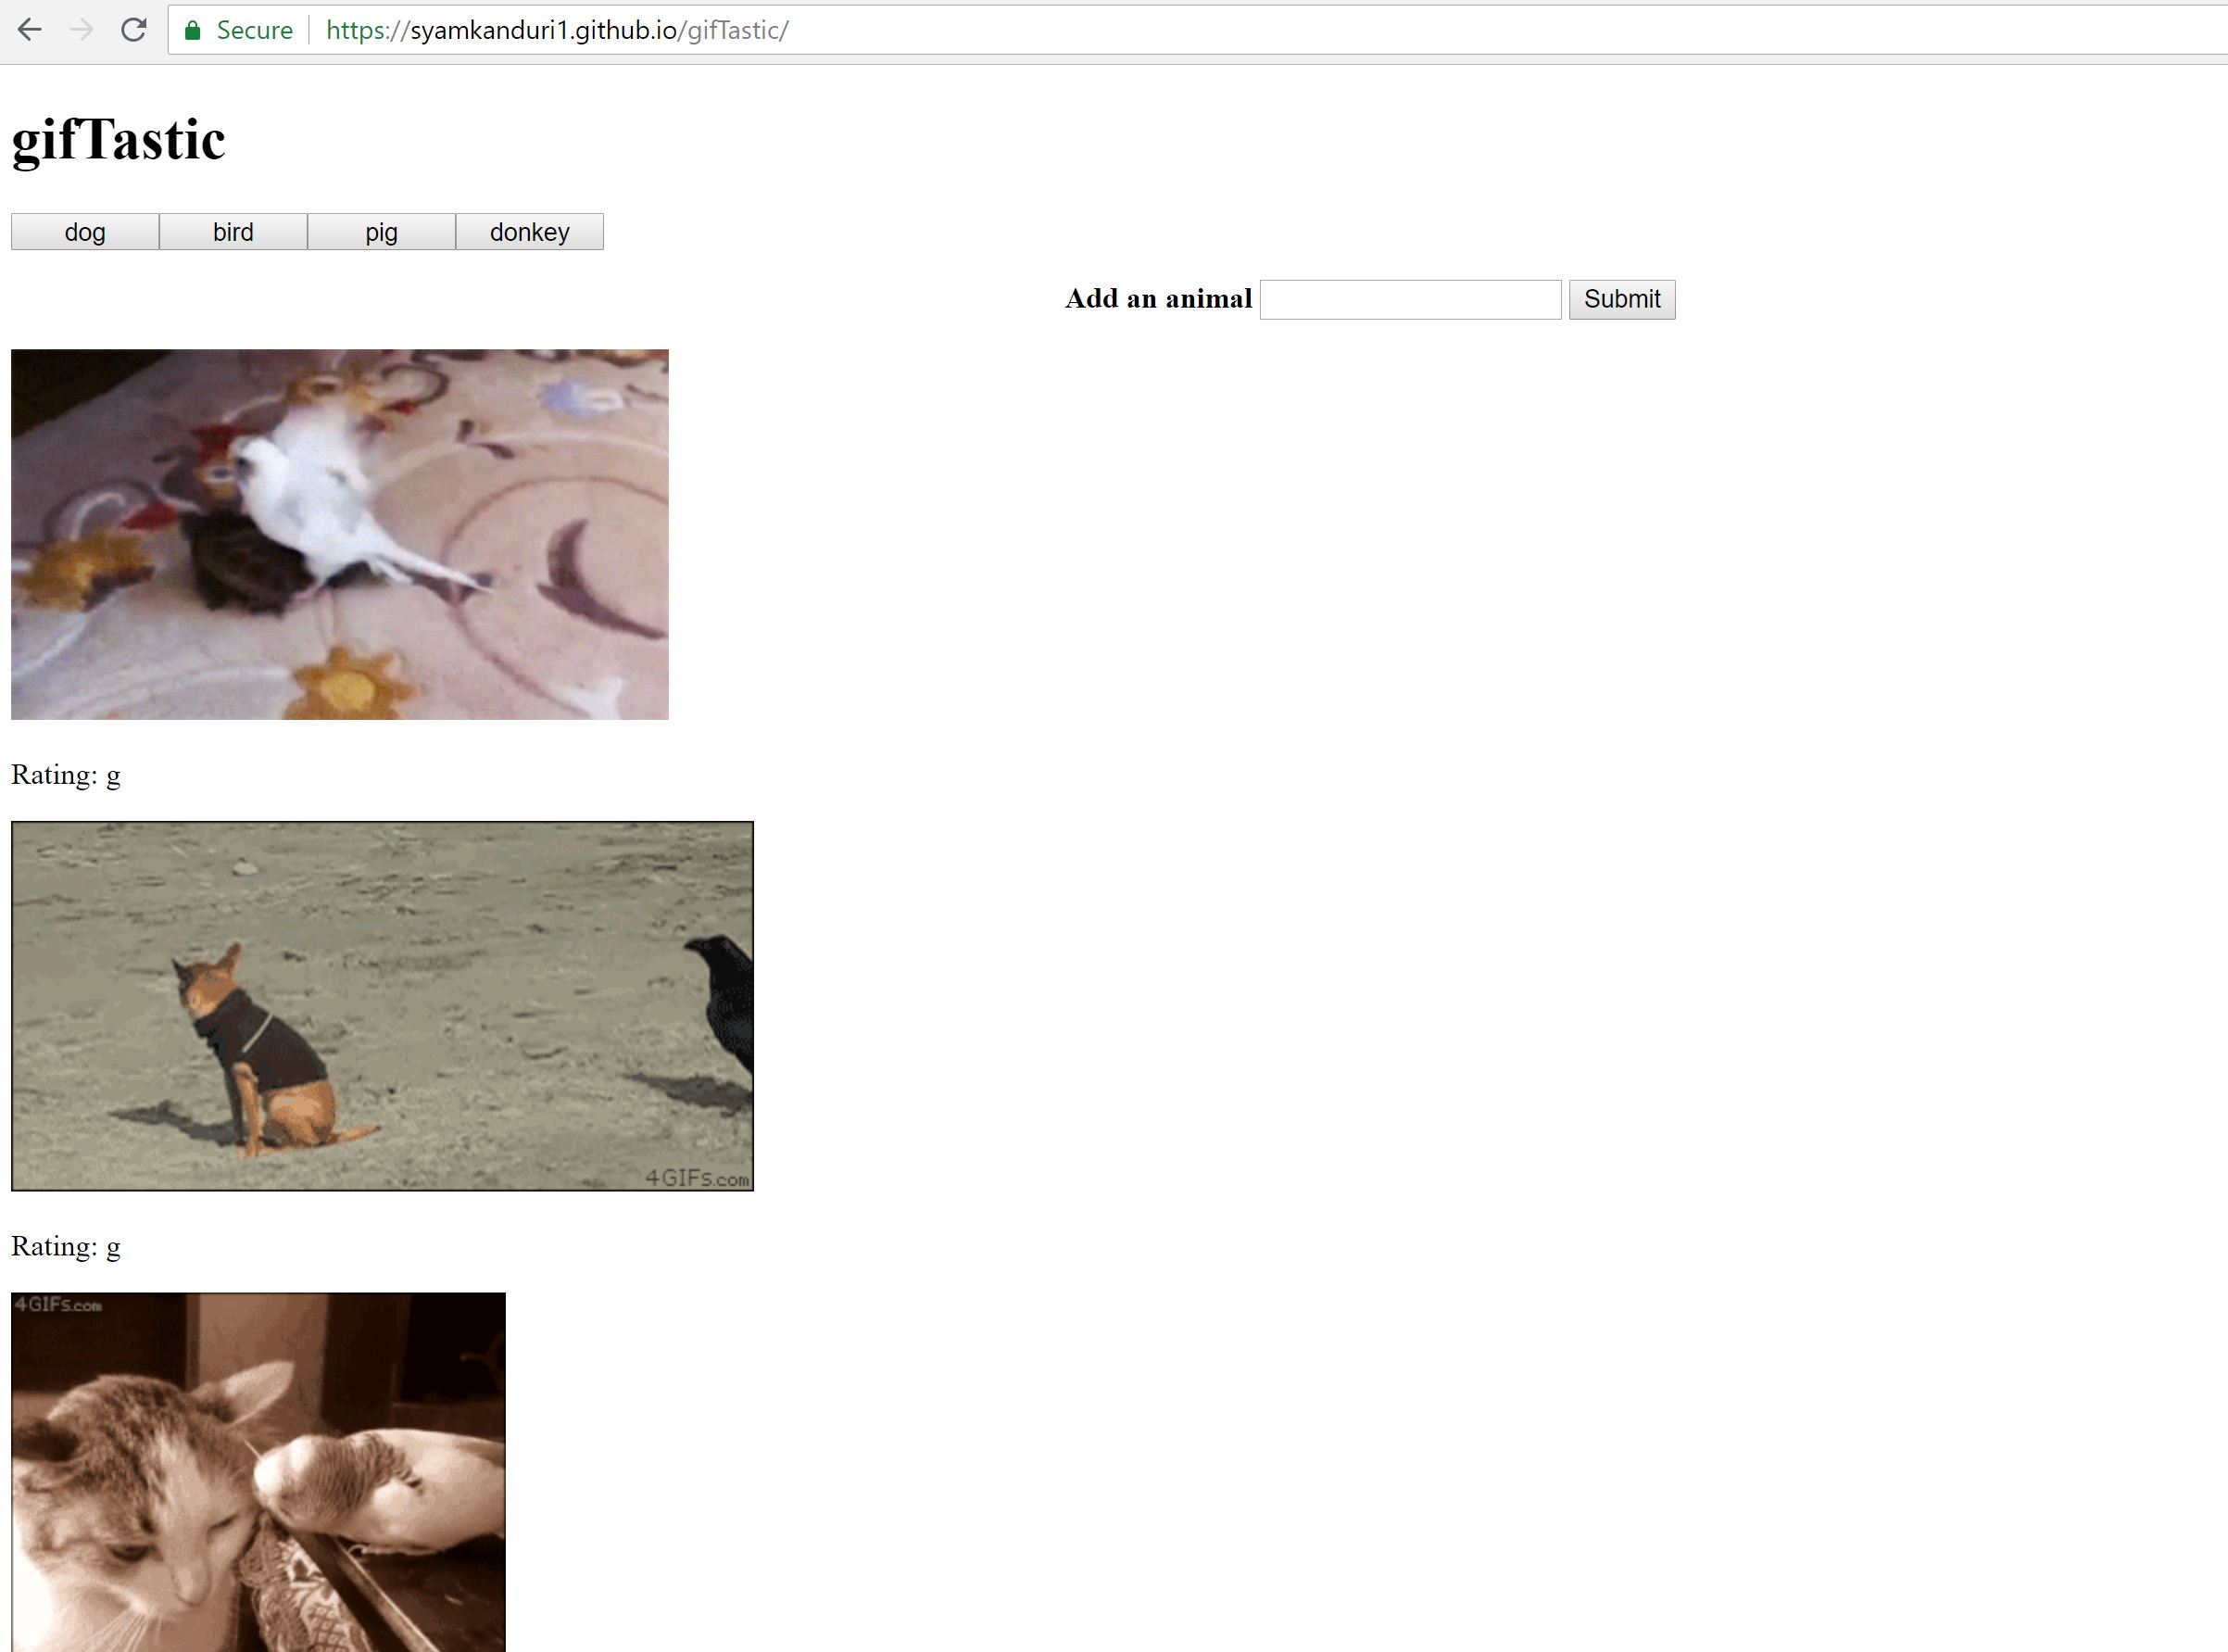 Secure https://syamkanduri1.github.io/gifTastic/
gifTastic
dog bird pig donkey
Add an animal Submit
Rating: g
4GIFs.com
Rating: g
4GIFs.com